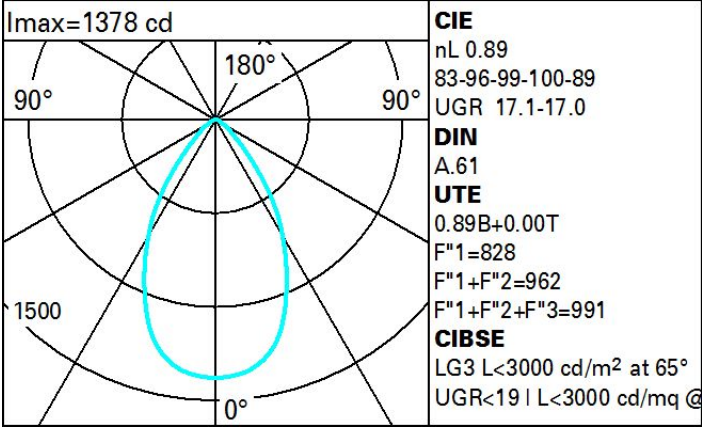 Imax=1378 cd
180°
90°
90°
1500
0°
CIE
nL 0.89
83-96-99-100-89
UGR 17.1-17.0
DIN
A.61
UTE
0.89B+0.00T
F"1=828
F"1+F"2=962
F"1+F"2+F"3=991
CIBSE
LG3 L<3000 cd/m² at 65°
UGR<19 | L<3000 cd/mq @